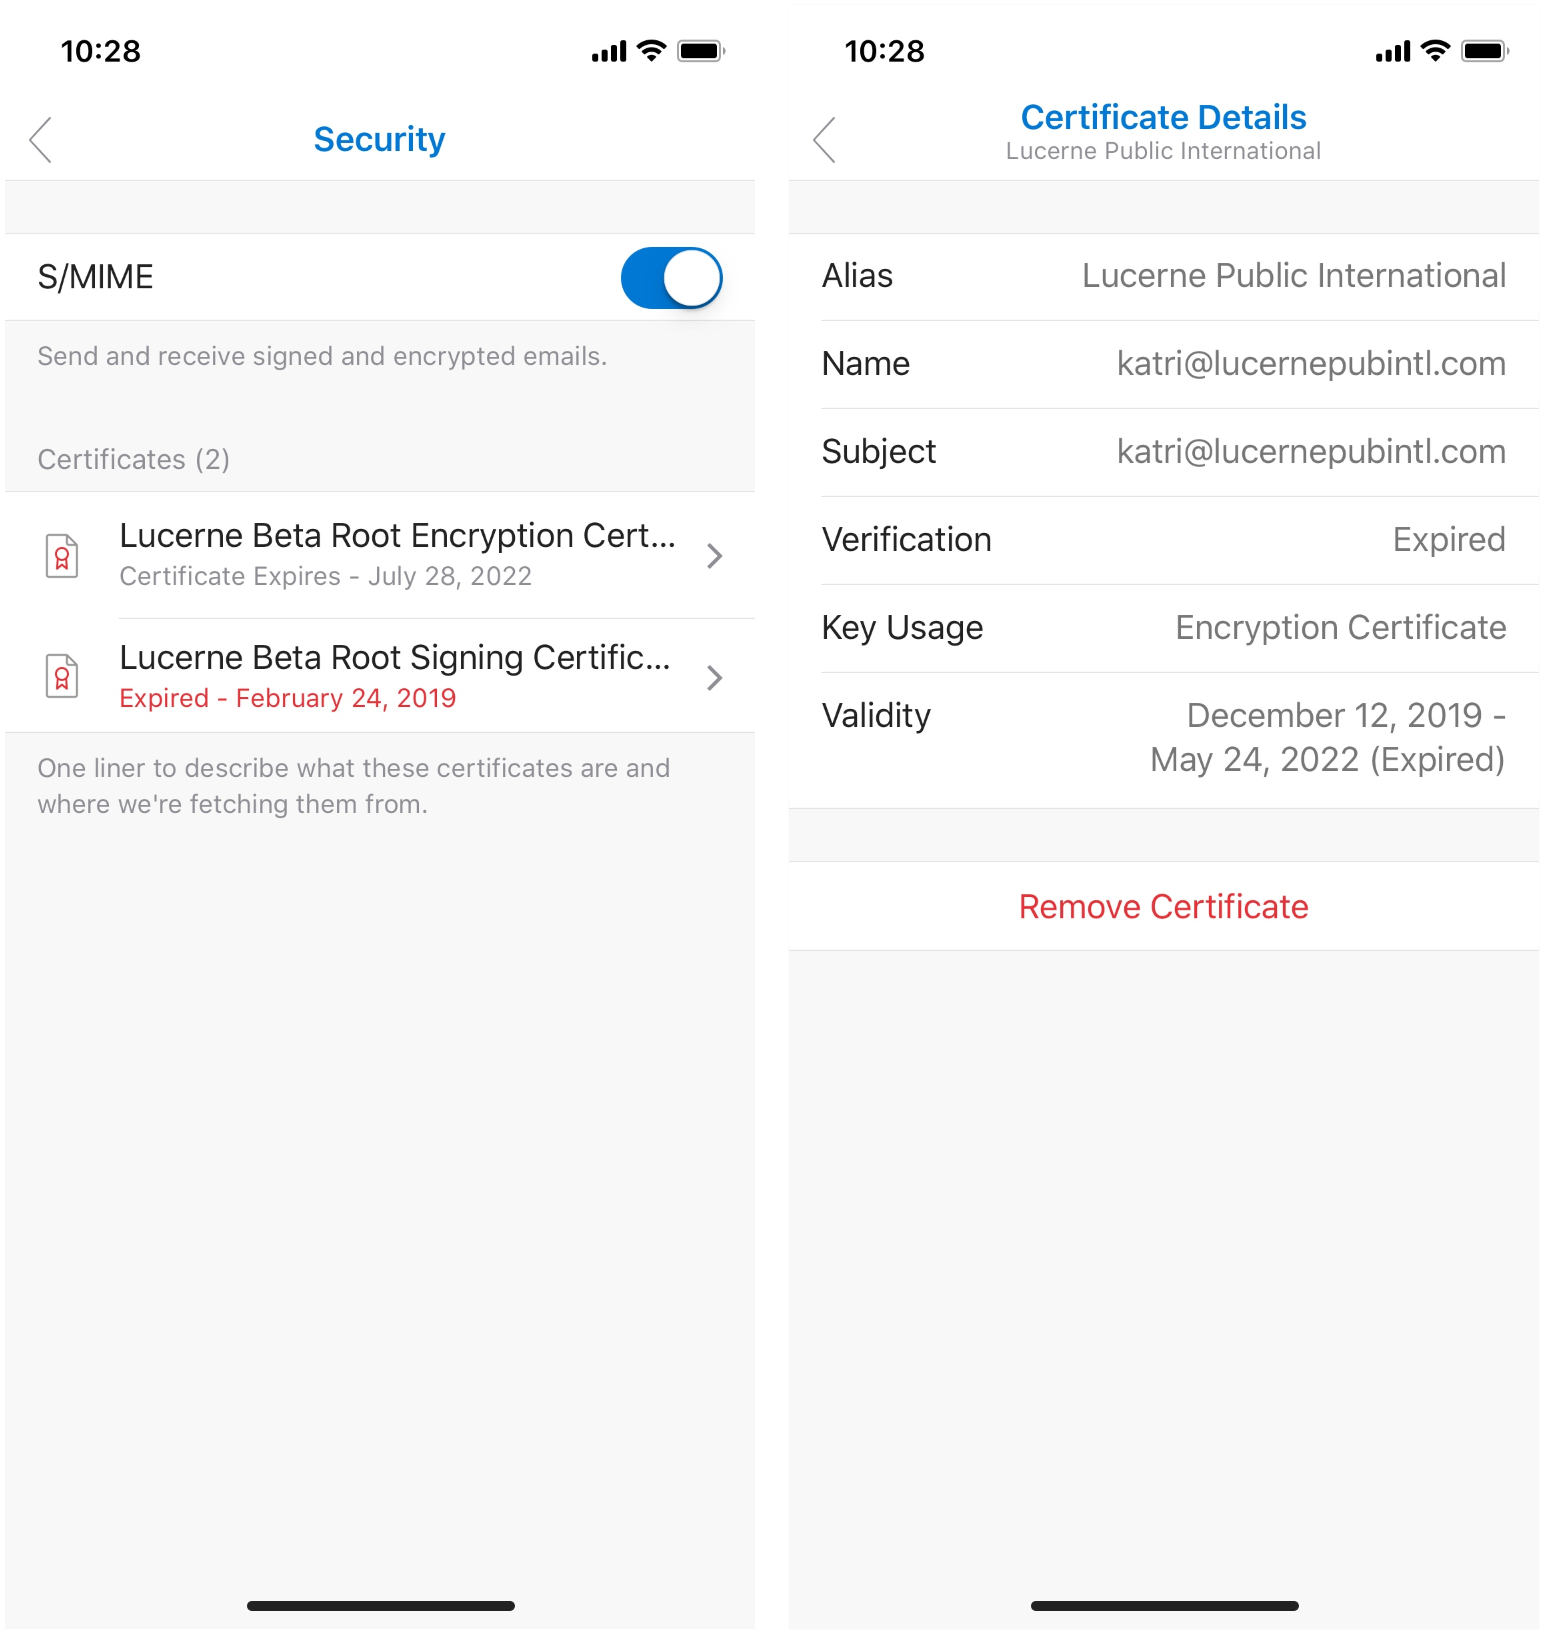 10:28
Security
S/MIME
Send and receive signed and encrypted emails.
Certificates (2)
Lucerne Beta Root Encryption Cert...
Certificate Expires - July 28, 2022
Lucerne Beta Root Signing Certific...
Expired - February 24, 2019
One liner to describe what these certificates are and
where we're fetching them from.
10:28
Certificate Details
Lucerne Public International
Alias Lucerne Public International
Name katri@lucernepubintl.com
Subject katri@lucernepubintl.com
Verification Expired
Key Usage Encryption Certificate
Validity December 12, 2019 -
May 24, 2022 (Expired)
Remove Certificate